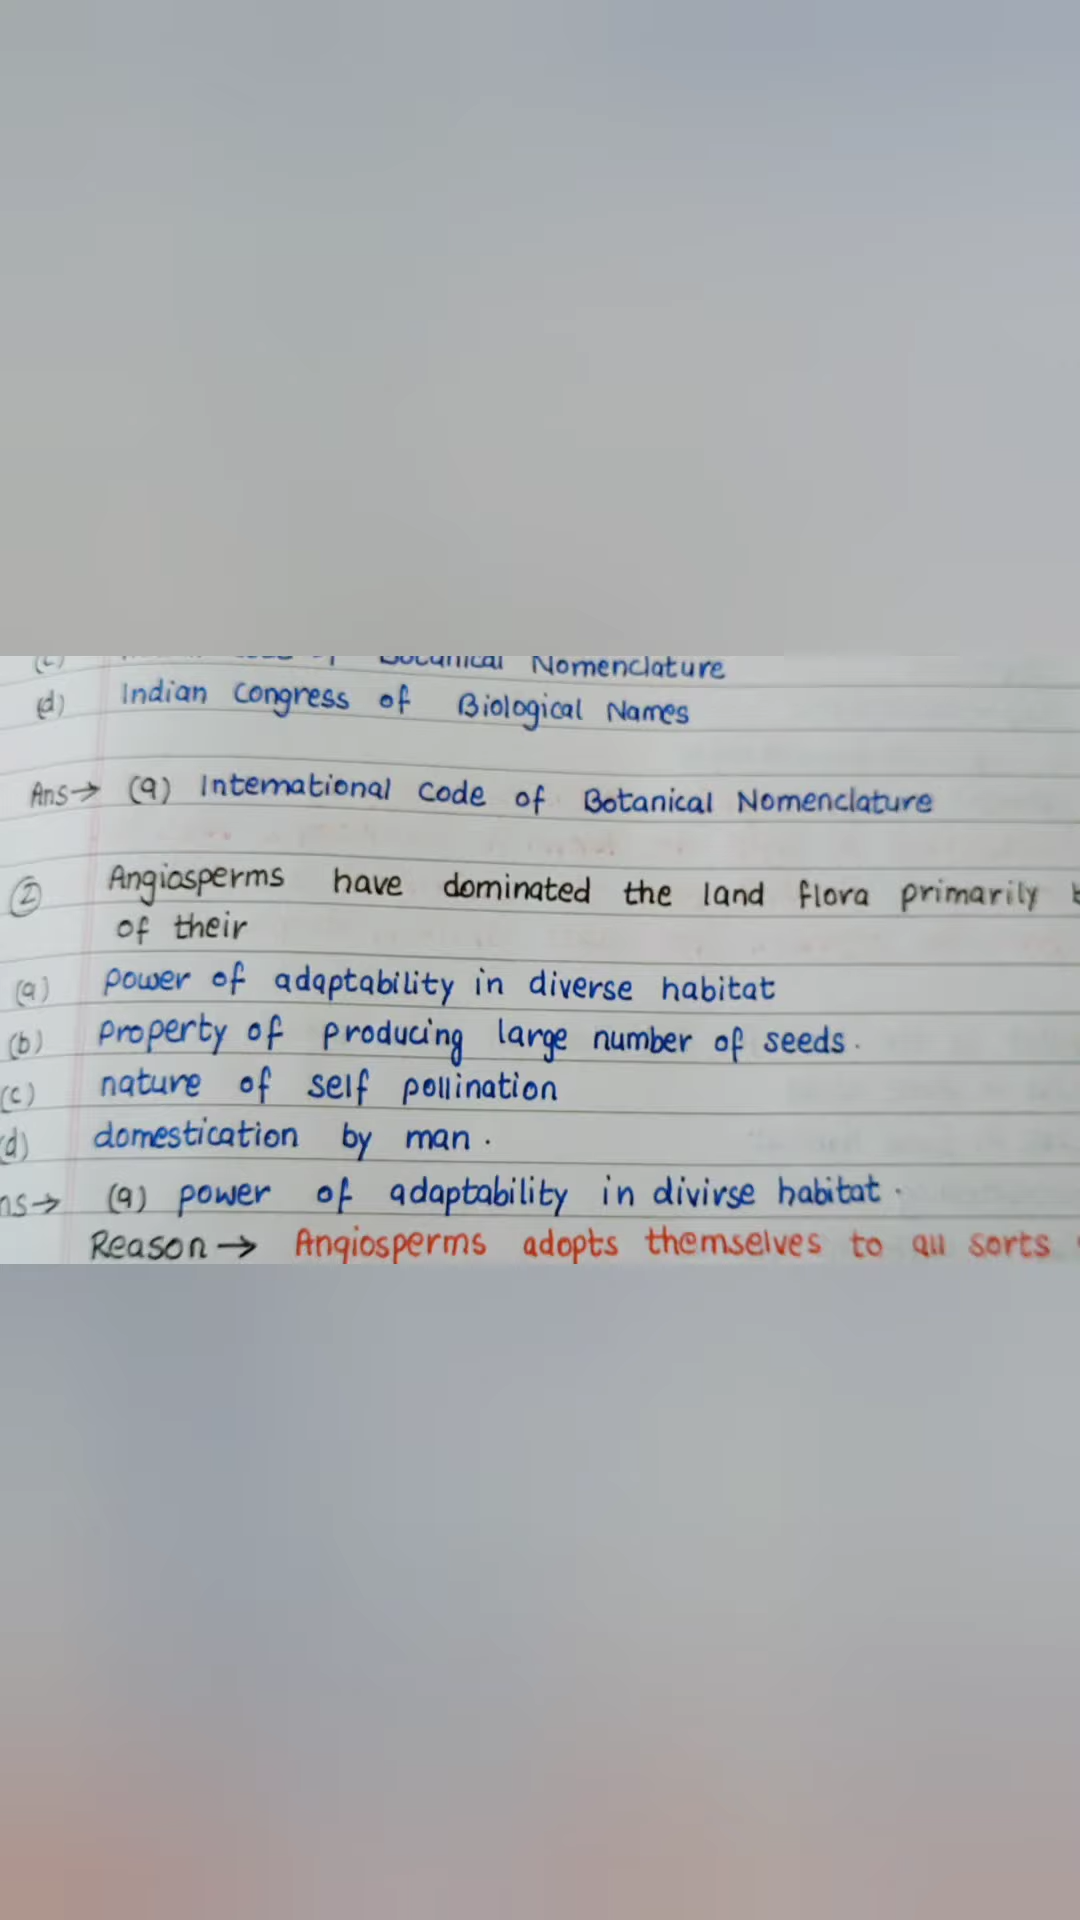 (c) Botanical Nomenclature
(d) Indian Congress of Biological Names
Ans→ (a) International Code of Botanical Nomenclature
② Angiosperms have dominated the land flora primarily
of their
(a) power of adaptability in diverse habitat
(b) property of producing large number of seeds.
(c) nature of self pollination
(d) domestication by man.
ns→ (a) power of adaptability in divirse habitat.
Reason → Angiosperms adopts themselves to all sorts